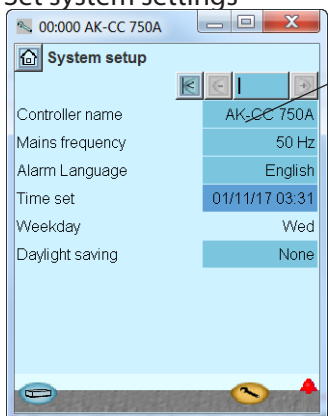 Set system settings
00:000 AK-CC 750A
System setup
Controller name AK-CC 750A
Mains frequency 50 Hz
Alarm Language English
Time set 01/11/17 03:31
Weekday Wed
Daylight saving None